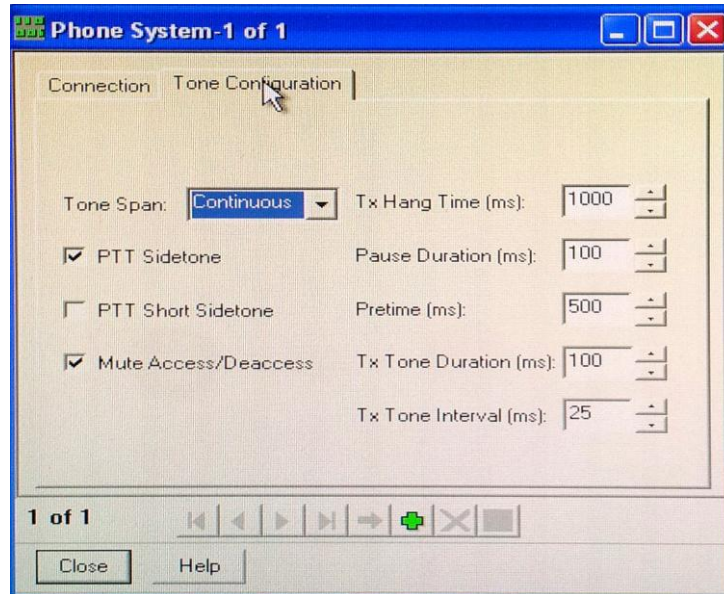 Phone System-1 of 1
Connection Tone Configuration
Tone Span: Continuous Tx Hang Time (ms): 1000
PTT Sidetone Pause Duration (ms): 100
PTT Short Sidetone Pretime (ms): 500
Mute Access/Deaccess Tx Tone Duration (ms): 100
Tx Tone Interval (ms): 25
1 of 1
Close Help